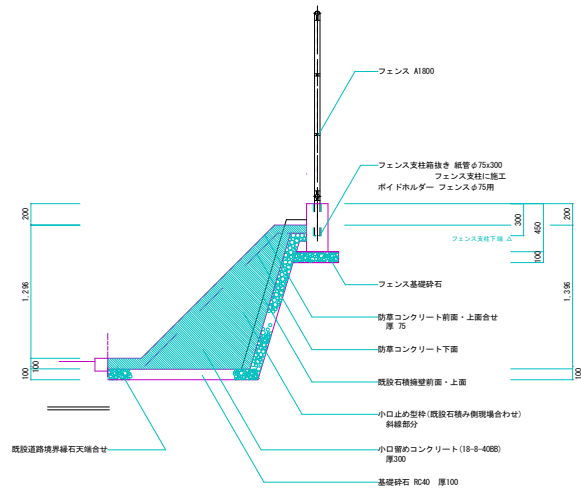 フェンス A1800
フェンス支柱箱抜き 紙管φ75x300
フェンス支柱に施工
ボイドホルダー フェンスφ75用
200
300
450
200
フェンス支柱下端 △
100
フェンス基礎砕石
1,296
1,396
防草コンクリート前面・上面合せ
厚 75
防草コンクリート下面
100
100
100
既設石積擁壁前面・上面
小口止め型枠(既設石積み側現場合わせ)
斜線部分
既設道路境界縁石天端合せ
小口留めコンクリート(18-8-40BB)
厚300
基礎砕石 RC40 厚100